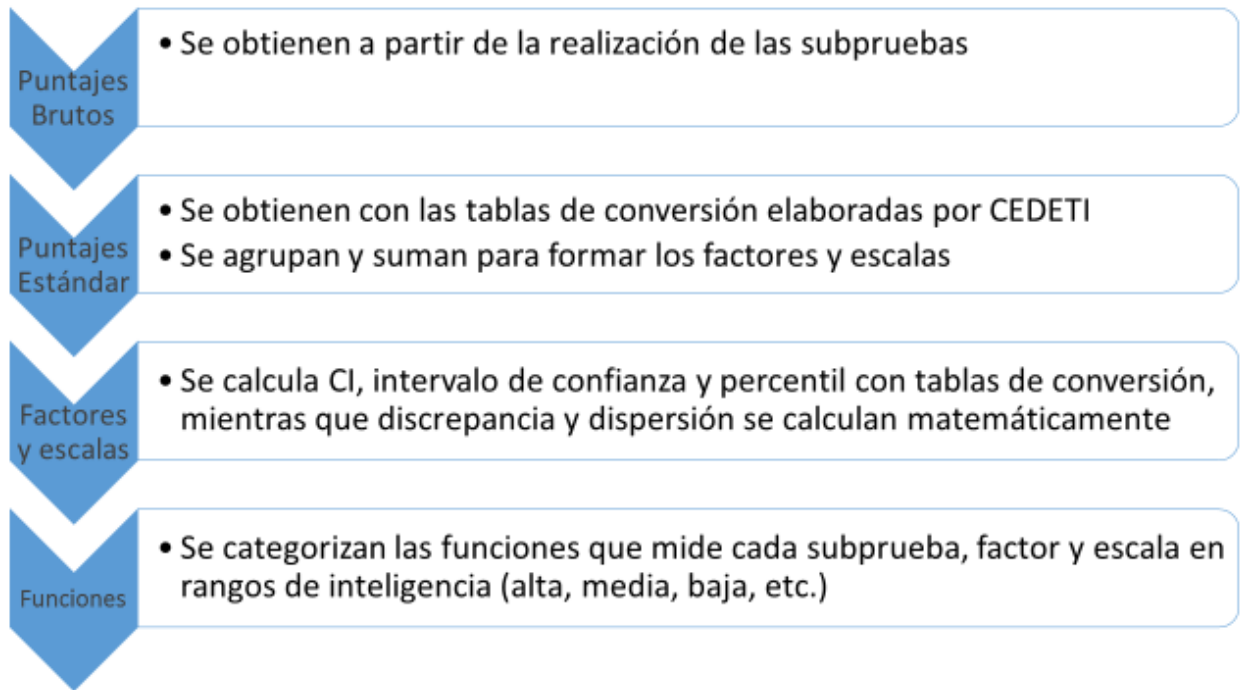 Puntajes
Brutos
• Se obtienen a partir de la realización de las subpruebas
Puntajes
Estándar
• Se obtienen con las tablas de conversión elaboradas por CEDETI
• Se agrupan y suman para formar los factores y escalas
Factores
y escalas
• Se calcula CI, intervalo de confianza y percentil con tablas de conversión,
mientras que discrepancia y dispersión se calculan matemáticamente
Funciones
• Se categorizan las funciones que mide cada subprueba, factor y escala en
rangos de inteligencia (alta, media, baja, etc.)